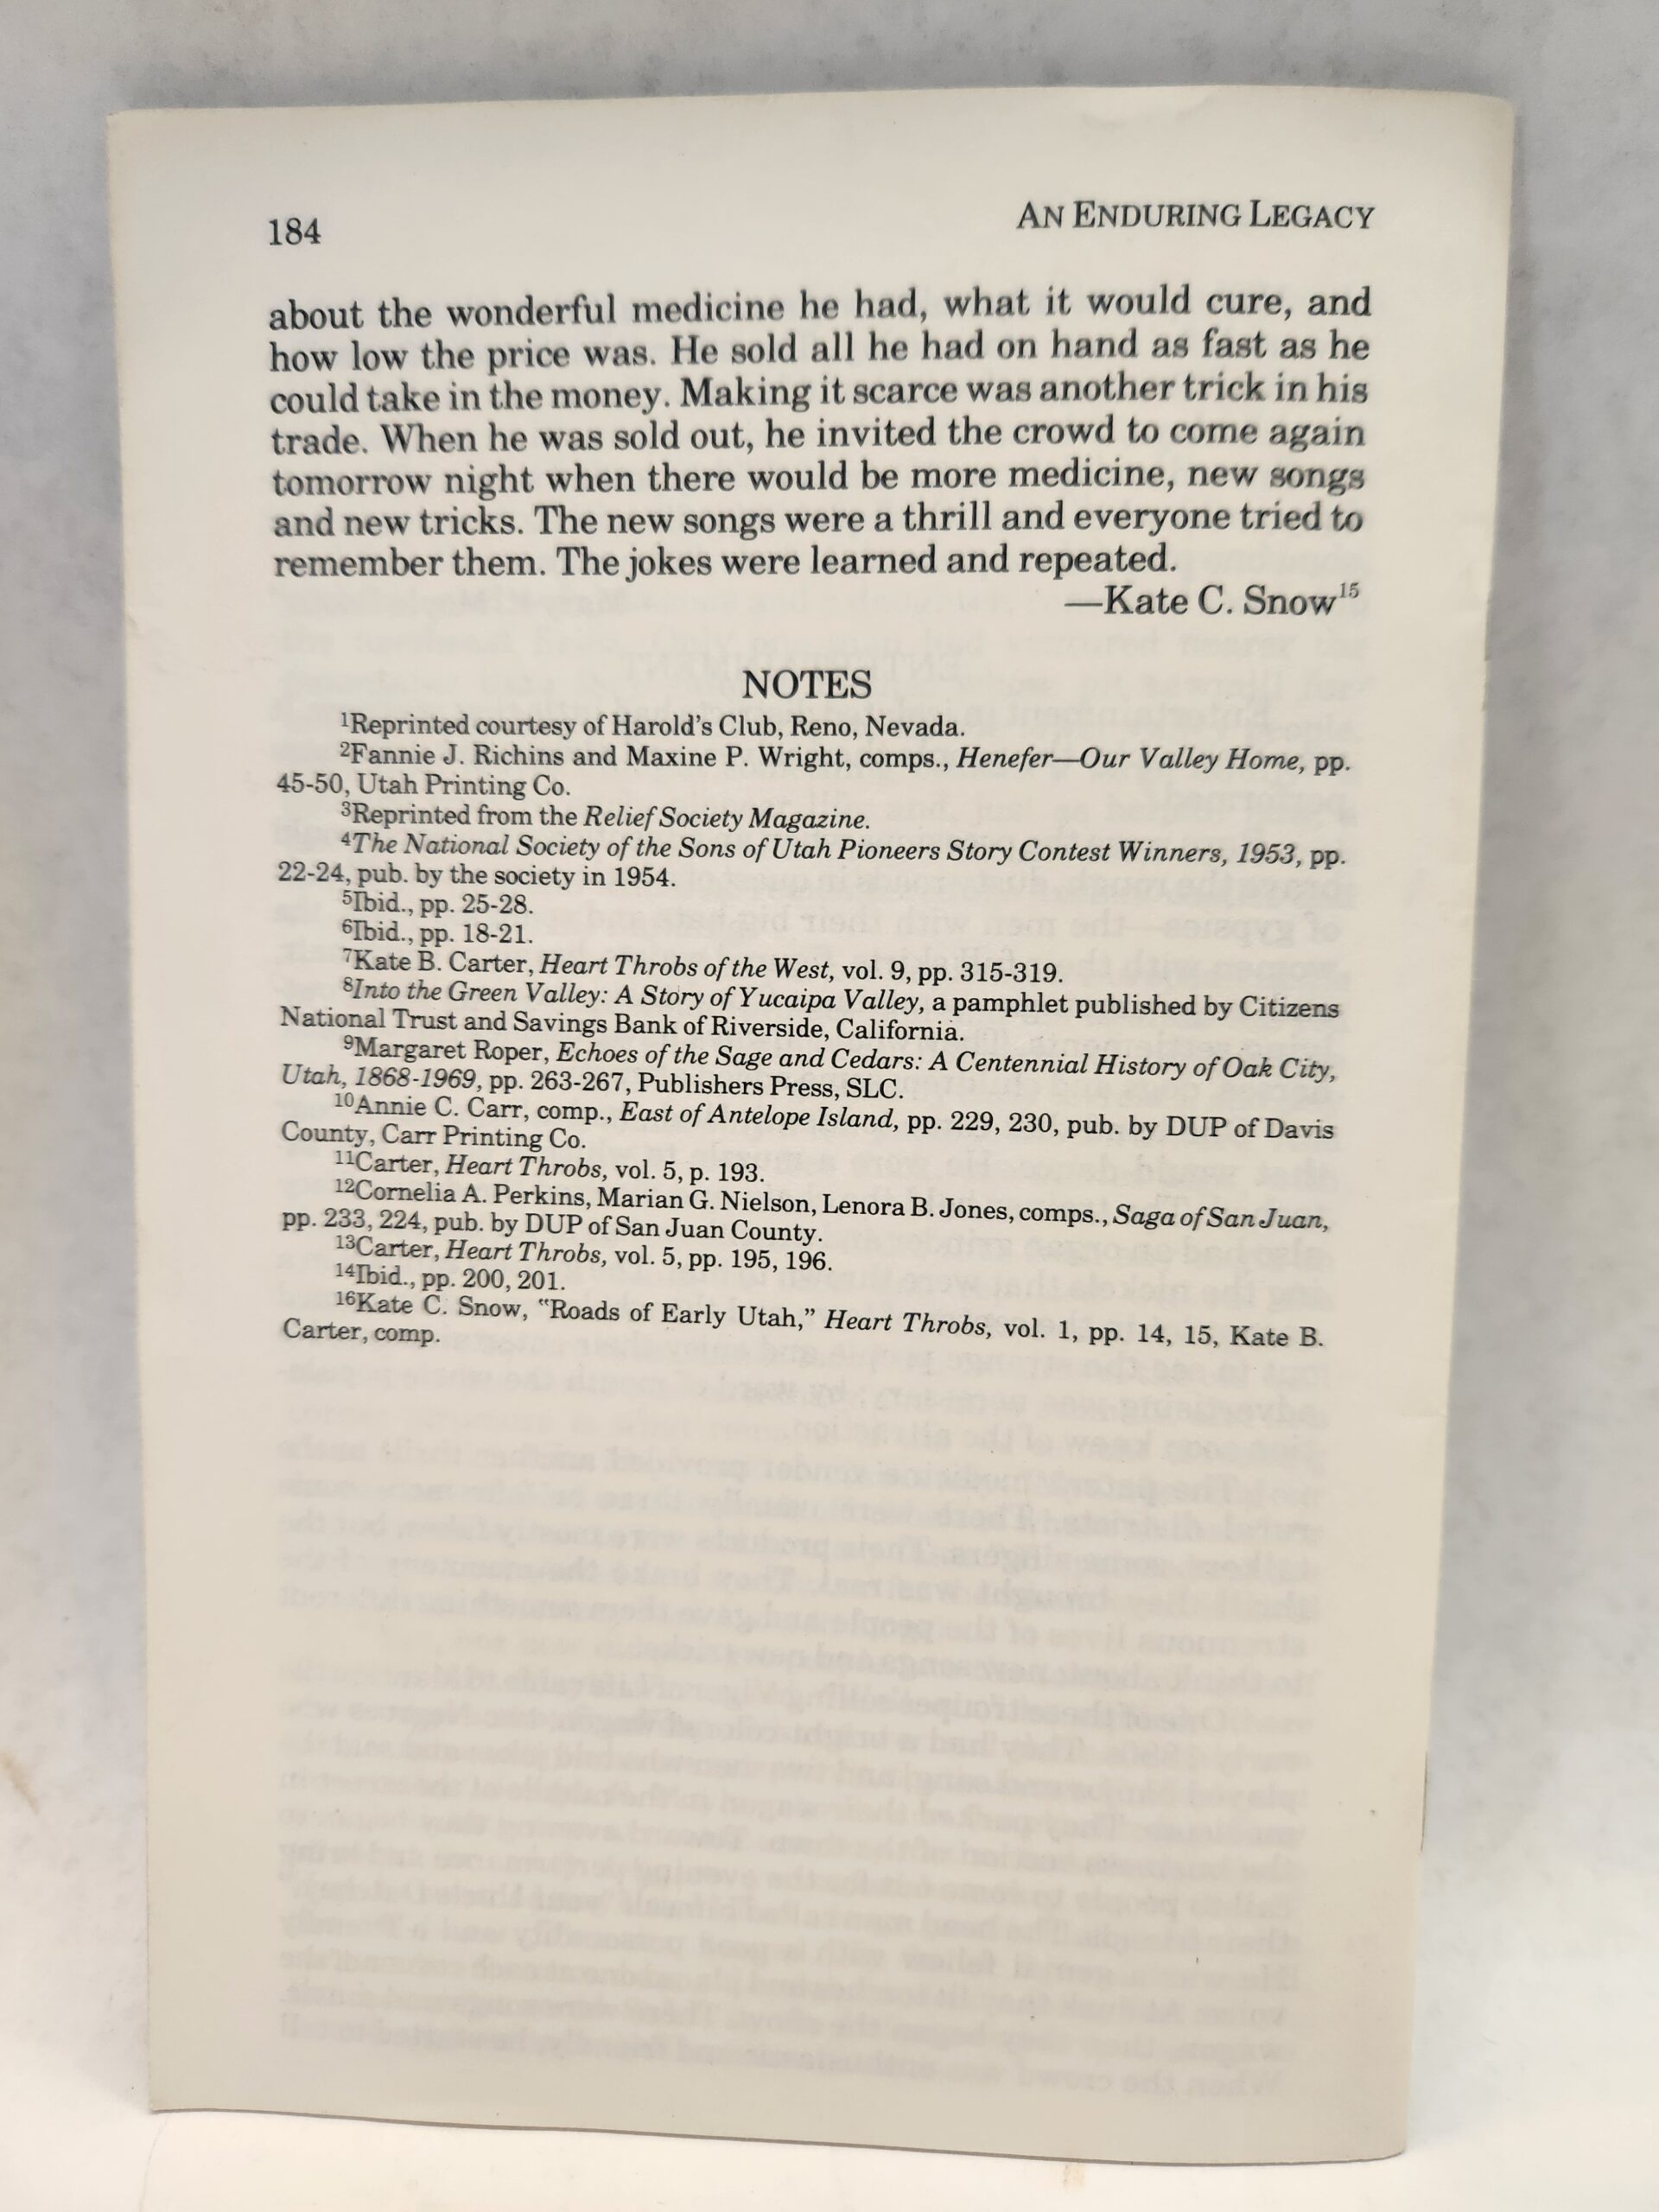 184
AN ENDURING LEGACY
about the wonderful medicine he had, what it would cure, and
how low the price was. He sold all he had on hand as fast as he
could take in the money. Making it scarce was another trick in his
trade. When he was sold out, he invited the crowd to come again
tomorrow night when there would be more medicine, new songs
and new tricks. The new songs were a thrill and everyone tried to
remember them. The jokes were learned and repeated.
—Kate C. Snow¹⁵
NOTES
¹Reprinted courtesy of Harold's Club, Reno, Nevada.
²Fannie J. Richins and Maxine P. Wright, comps., Henefer—Our Valley Home, pp.
45-50, Utah Printing Co.
³Reprinted from the Relief Society Magazine.
⁴The National Society of the Sons of Utah Pioneers Story Contest Winners, 1953, pp.
22-24, pub. by the society in 1954.
⁵Ibid., pp. 25-28.
⁶Ibid., pp. 18-21.
⁷Kate B. Carter, Heart Throbs of the West, vol. 9, pp. 315-319.
⁸Into the Green Valley: A Story of Yucaipa Valley, a pamphlet published by Citizens
National Trust and Savings Bank of Riverside, California.
⁹Margaret Roper, Echoes of the Sage and Cedars: A Centennial History of Oak City,
Utah, 1868-1969, pp. 263-267, Publishers Press, SLC.
¹⁰Annie C. Carr, comp., East of Antelope Island, pp. 229, 230, pub. by DUP of Davis
County, Carr Printing Co.
¹¹Carter, Heart Throbs, vol. 5, p. 193.
¹²Cornelia A. Perkins, Marian G. Nielson, Lenora B. Jones, comps., Saga of San Juan,
pp. 233, 224, pub. by DUP of San Juan County.
¹³Carter, Heart Throbs, vol. 5, pp. 195, 196.
¹⁴Ibid., pp. 200, 201.
¹⁶Kate C. Snow, "Roads of Early Utah," Heart Throbs, vol. 1, pp. 14, 15, Kate B.
Carter, comp.